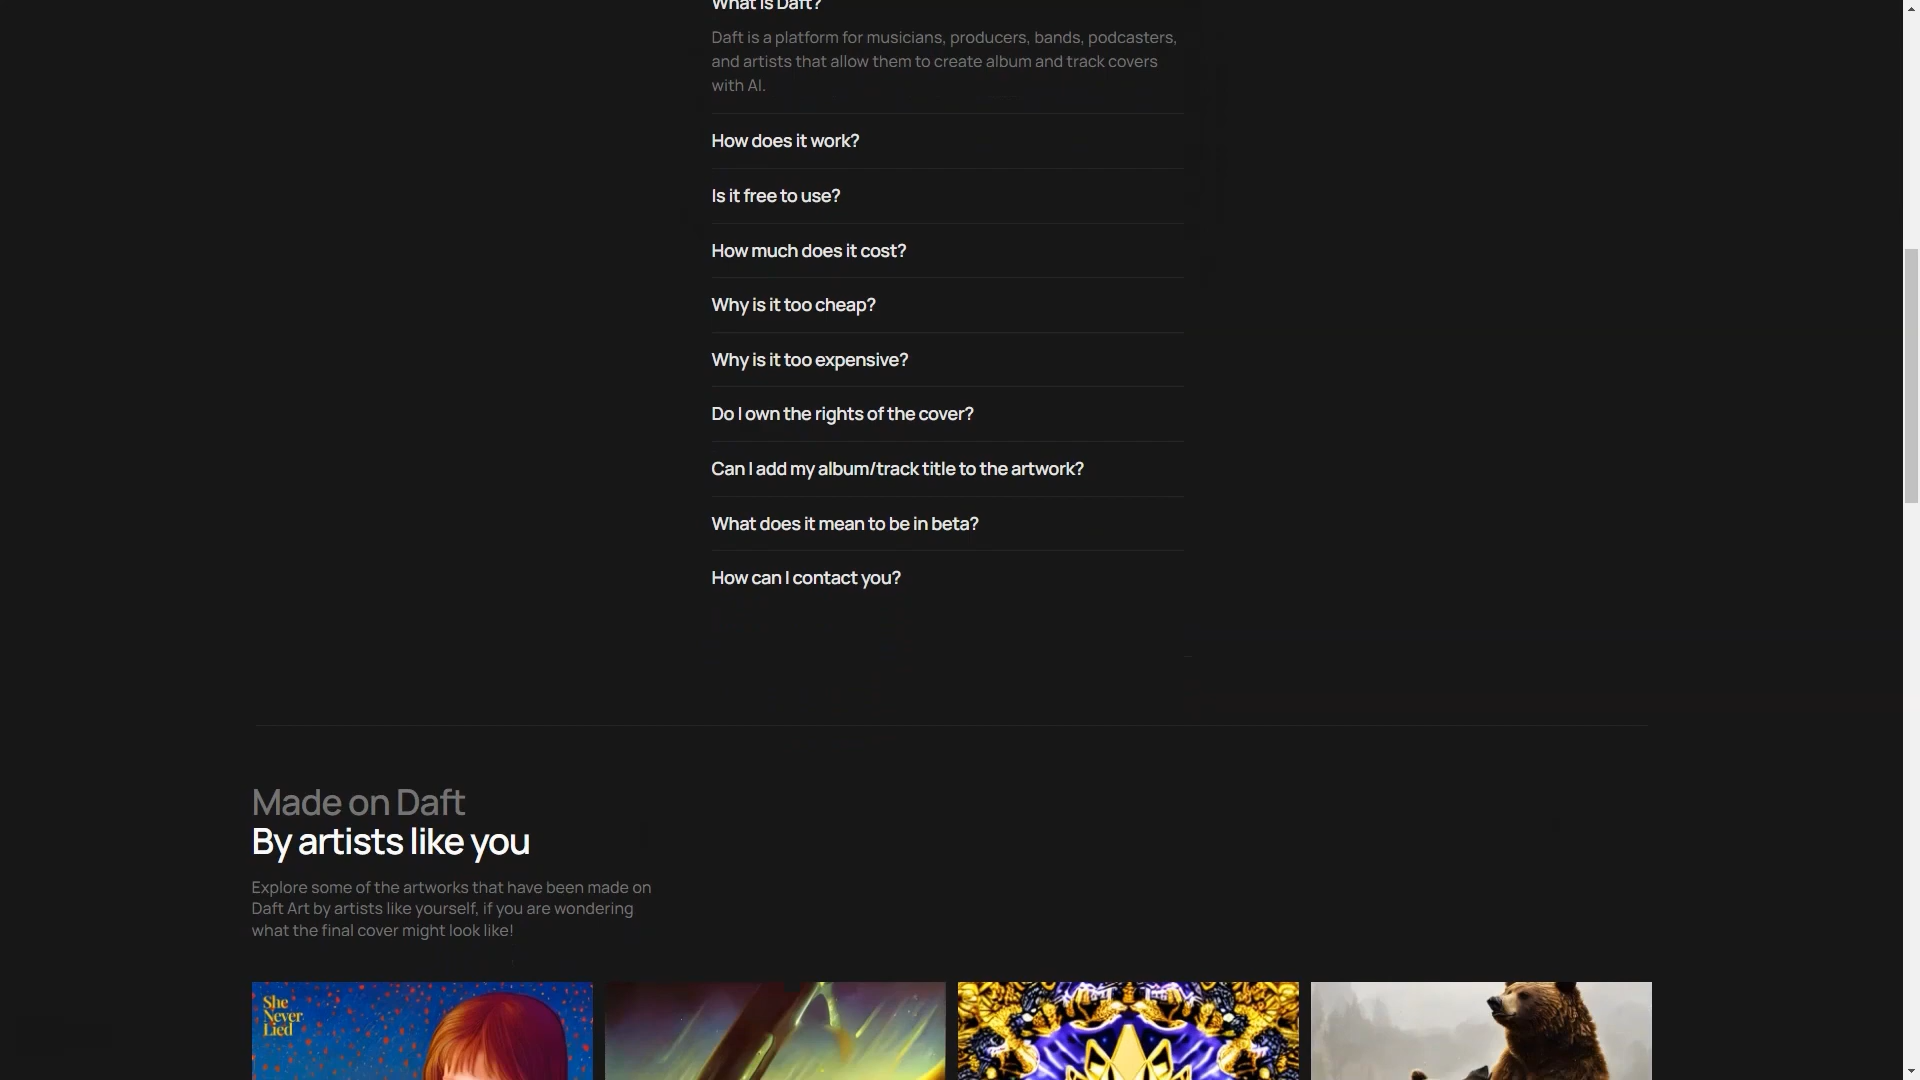 What is Daft?
Daft is a platform for musicians, producers, bands, podcasters,
and artists that allow them to create album and track covers
with AI.
How does it work?
Is it free to use?
How much does it cost?
Why is it too cheap?
Why is it too expensive?
Do I own the rights of the cover?
Can I add my album/track title to the artwork?
What does it mean to be in beta?
How can I contact you?
Made on Daft
By artists like you
Explore some of the artworks that have been made on
Daft Art by artists like yourself, if you are wondering
what the final cover might look like!
She
Never
Lied